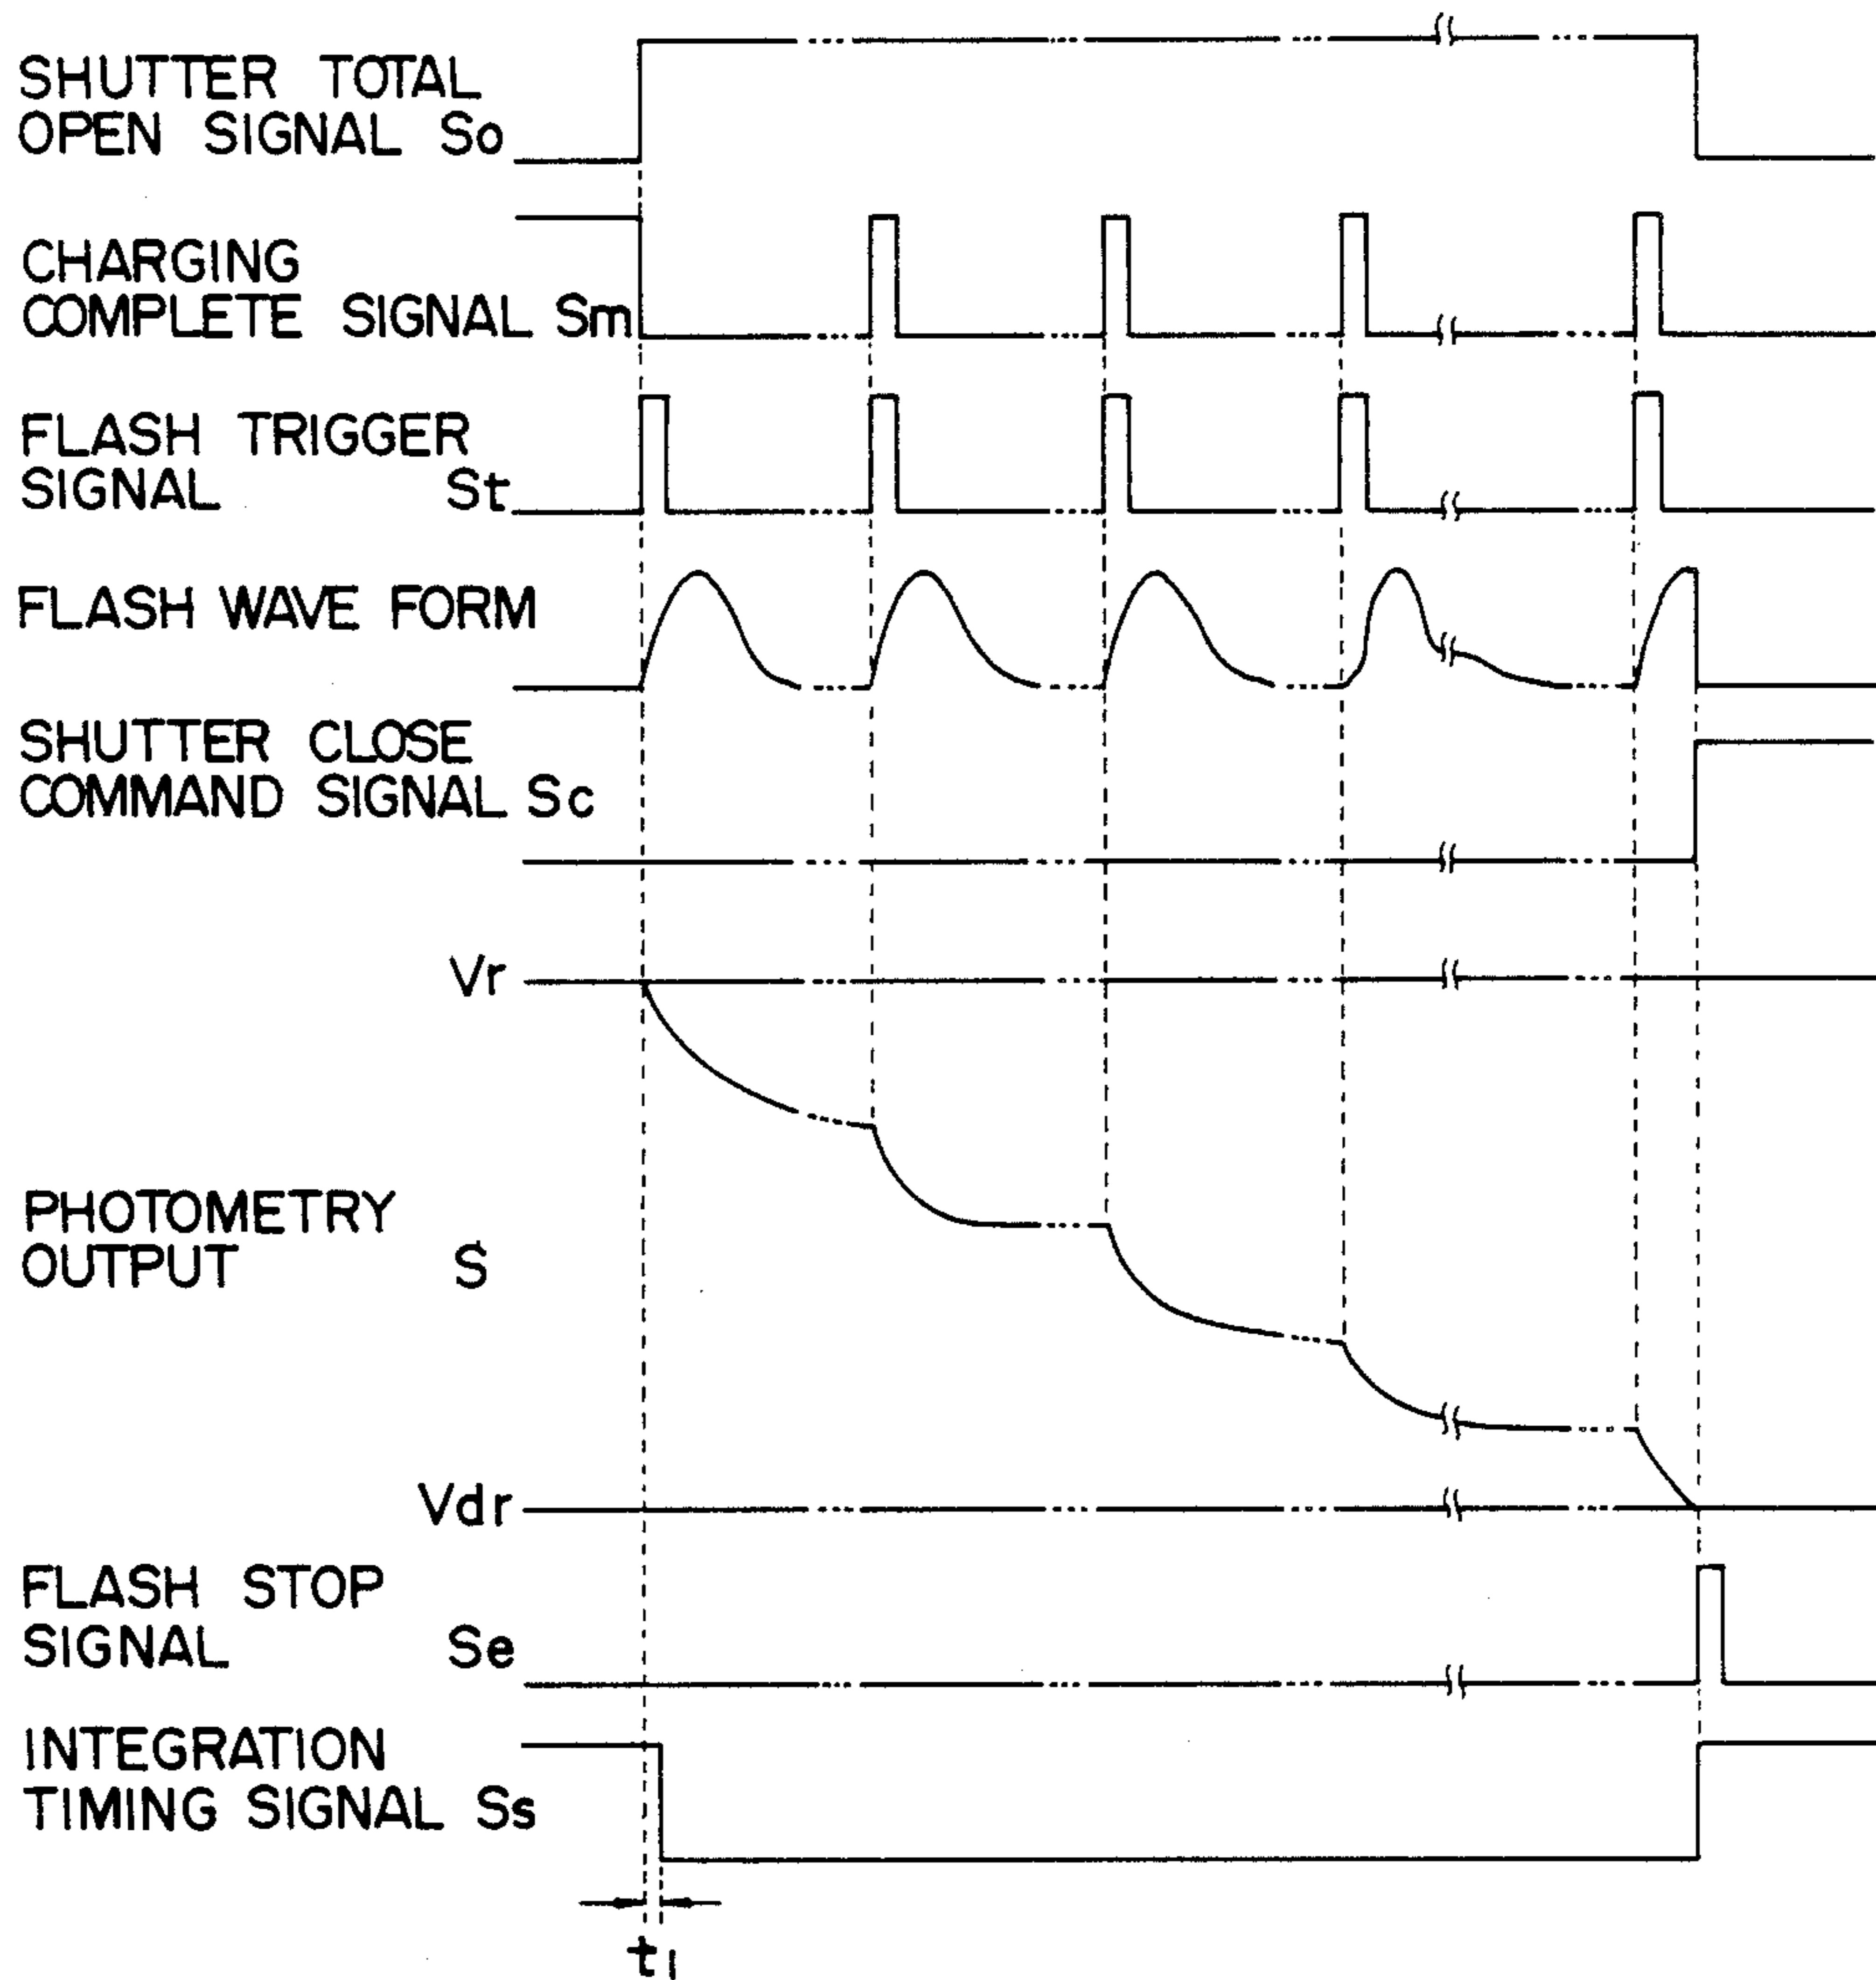 SHUTTER TOTAL
OPEN SIGNAL So
CHARGING
COMPLETE SIGNAL Sm
FLASH TRIGGER
SIGNAL St
FLASH WAVE FORM
SHUTTER CLOSE
COMMAND SIGNAL Sc
Vr
PHOTOMETRY
OUTPUT S
Vdr
FLASH STOP
SIGNAL Se
INTEGRATION
TIMING SIGNAL Ss
t1